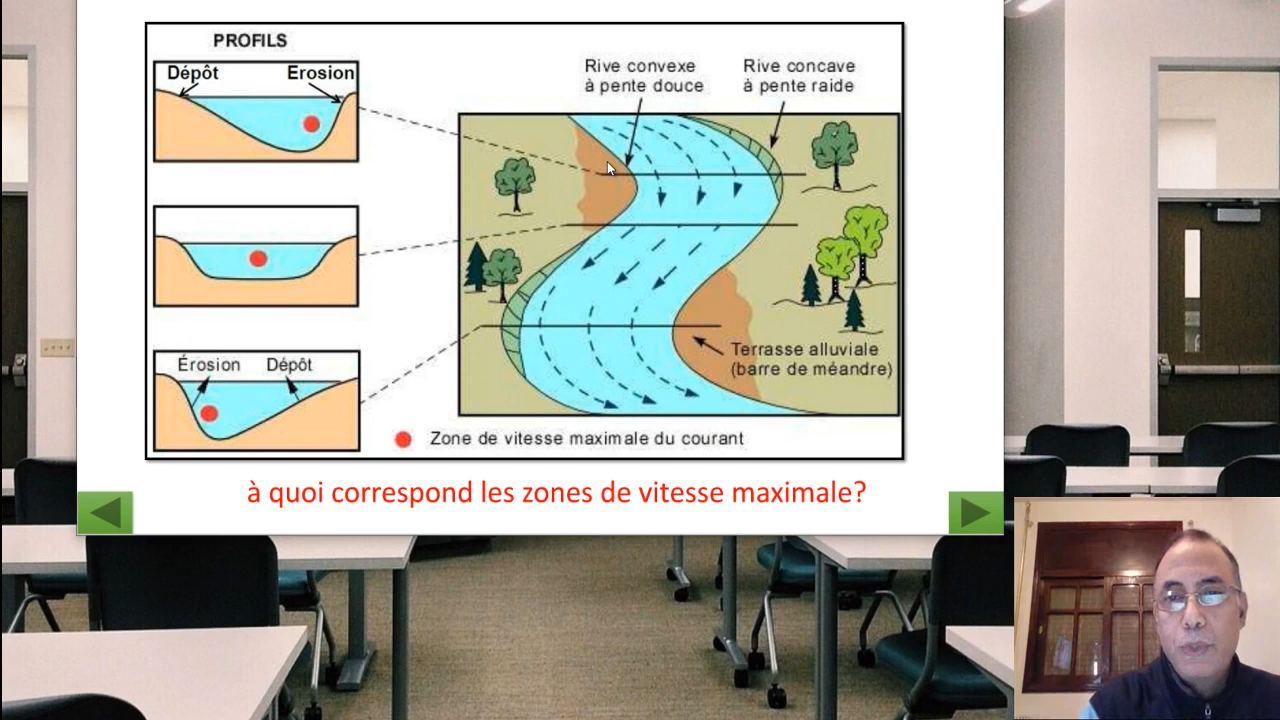 PROFILS
Dépôt Erosion
Rive convexe
à pente douce
Rive concave
à pente raide
Érosion Dépôt
Terrasse alluviale
(barre de méandre)
Zone de vitesse maximale du courant
à quoi correspond les zones de vitesse maximale?